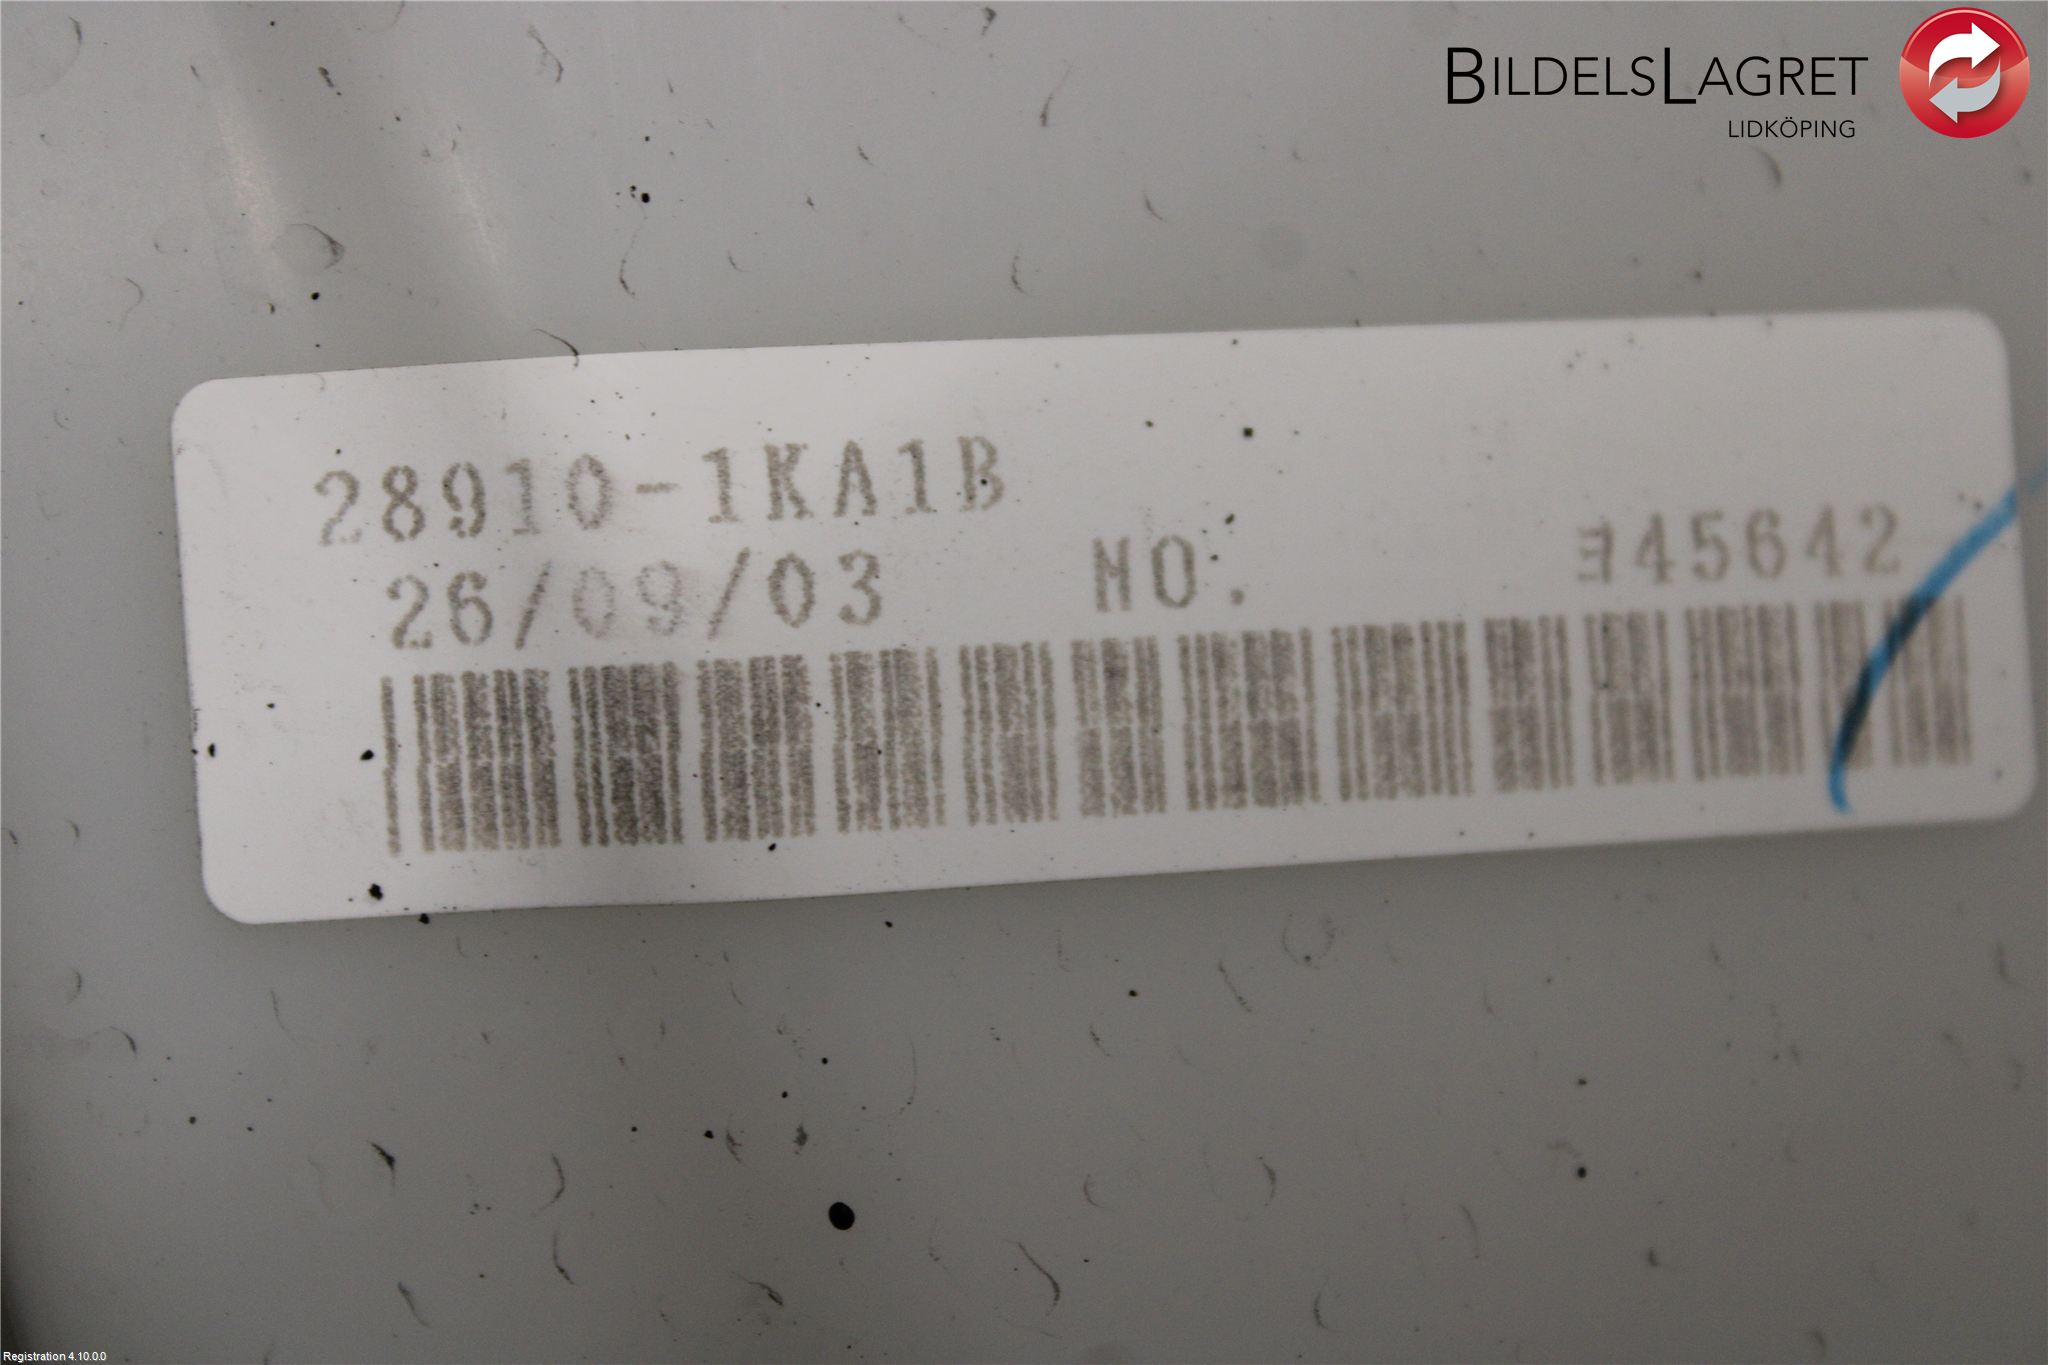 BILDELSLAGRET
LIDKÖPING
28910-1KA1B
26/09/03 NO. 345642
Registration 4.10.0.0